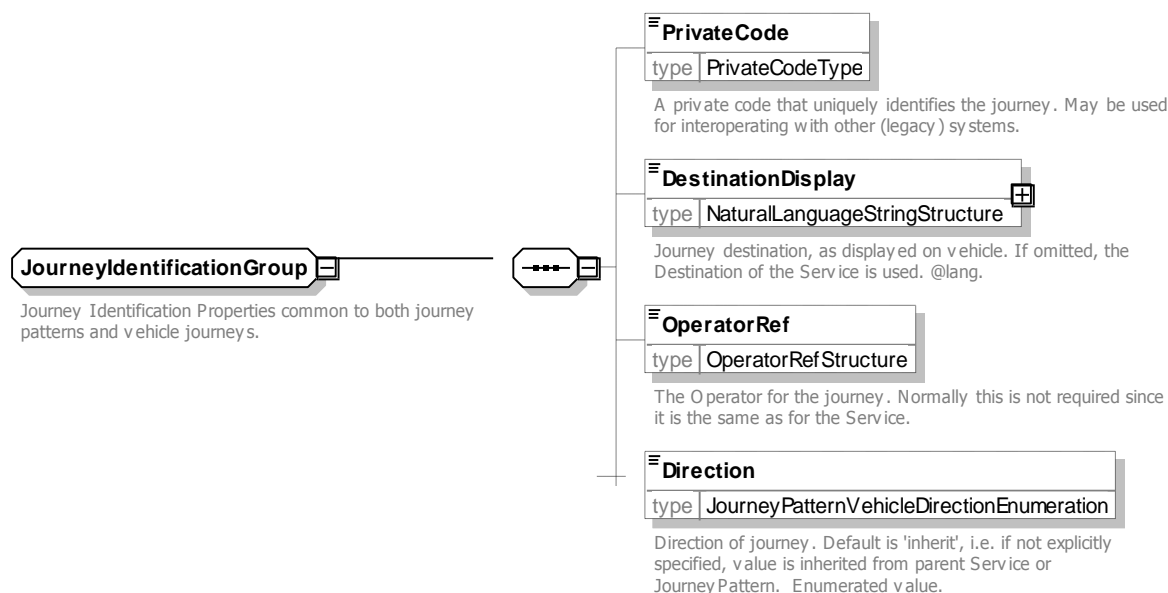 PrivateCode
type PrivateCodeType
A private code that uniquely identifies the journey. May be used
for interoperating with other (legacy) systems.
DestinationDisplay
type NaturalLanguageStringStructure
Journey destination, as displayed on vehicle. If omitted, the
Destination of the Service is used. @lang.
JourneyIdentificationGroup
Journey Identification Properties common to both journey
patterns and vehicle journeys.
OperatorRef
type OperatorRefStructure
The Operator for the journey. Normally this is not required since
it is the same as for the Service.
Direction
type JourneyPatternVehicleDirectionEnumeration
Direction of journey. Default is 'inherit', i.e. if not explicitly
specified, value is inherited from parent Service or
JourneyPattern. Enumerated value.